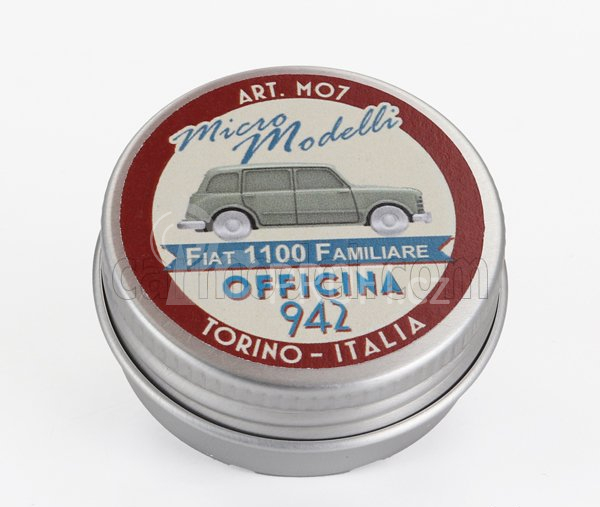 ART. M07
Micro
Modelli
FIAT 1100 FAMILIARE
OFFICINA
942
TORINO - ITALIA